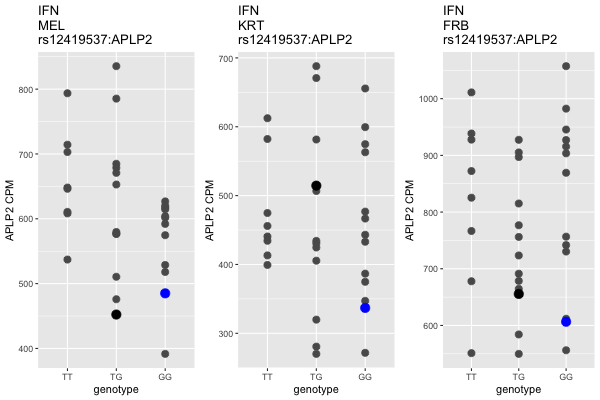 IFN
MEL
rs12419537:APLP2
800
700
600
500
400
APLP2 CPM
TT TG GG
genotype
IFN
KRT
rs12419537:APLP2
700
600
500
400
300
APLP2 CPM
TT TG GG
genotype
IFN
FRB
rs12419537:APLP2
1000
900
800
700
600
APLP2 CPM
TT TG GG
genotype